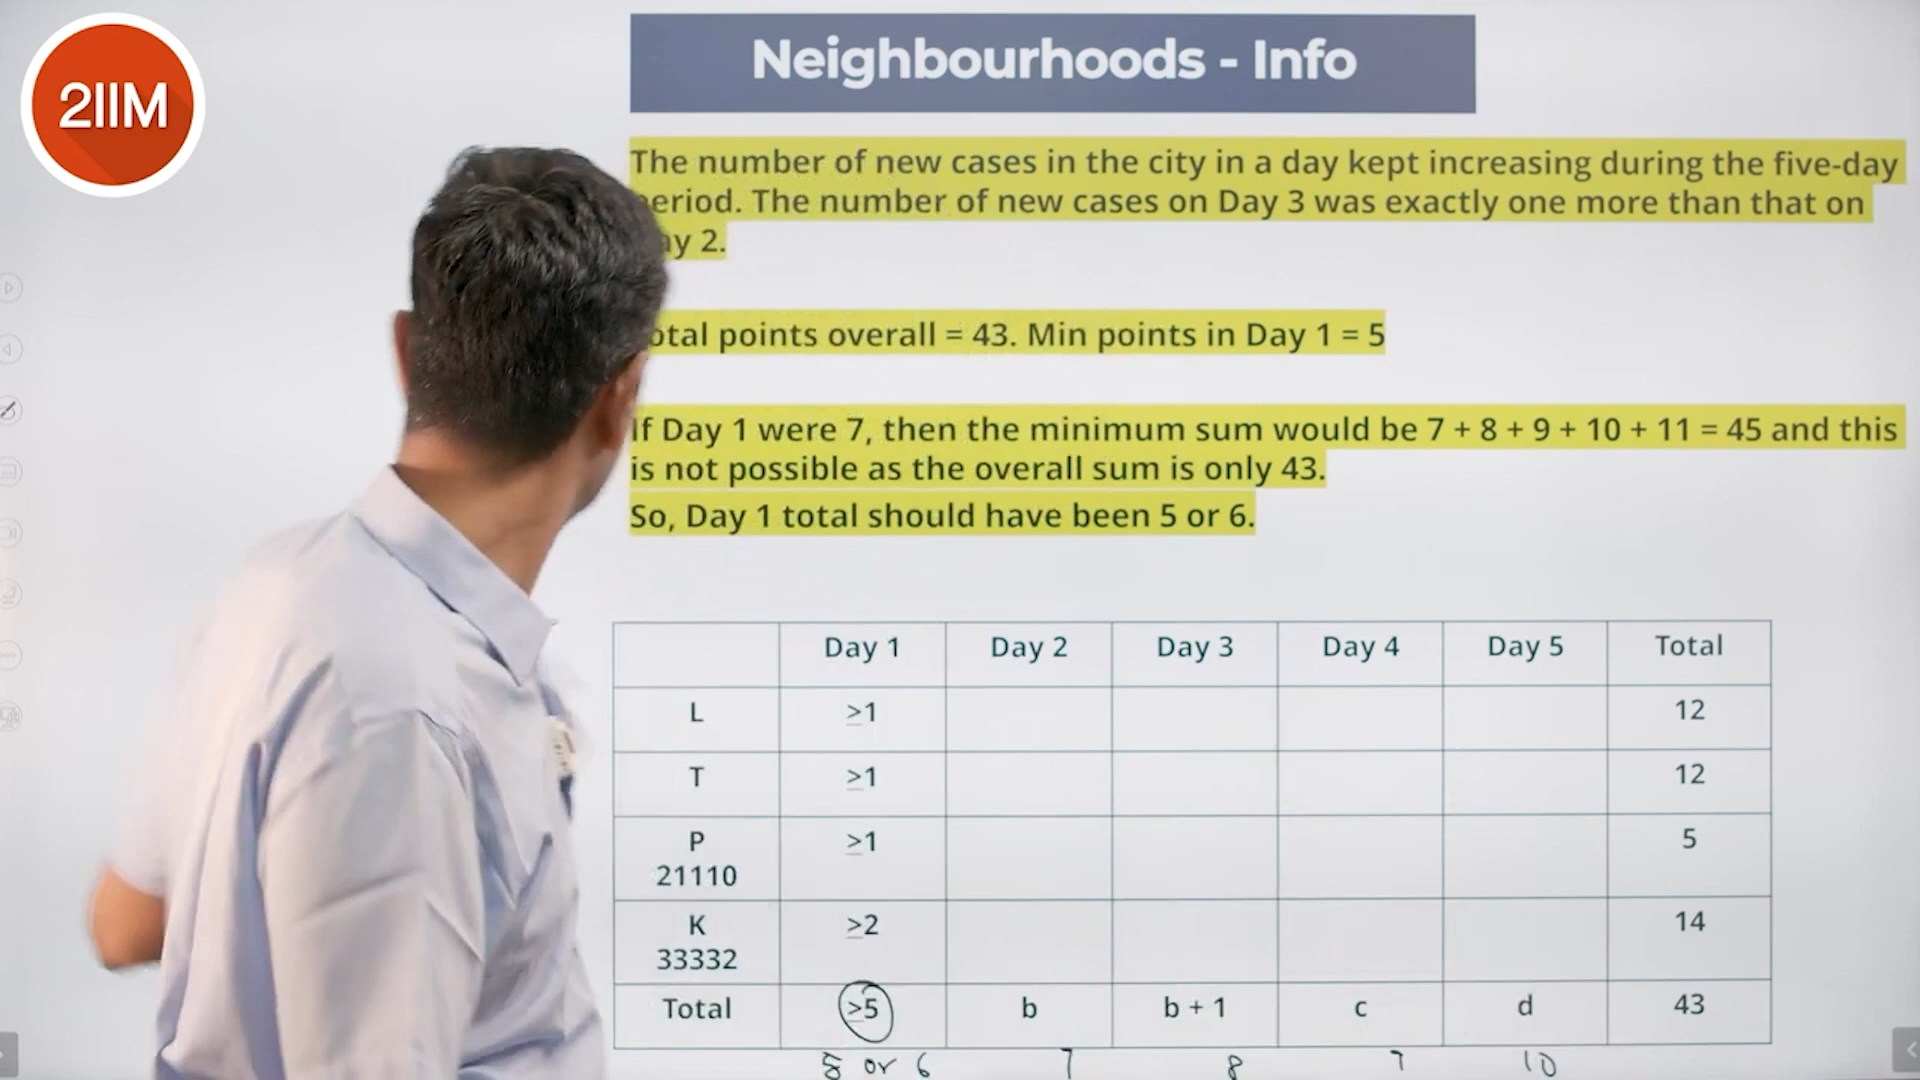 2IIM
Neighbourhoods - Info
The number of new cases in the city in a day kept increasing during the five-day
period. The number of new cases on Day 3 was exactly one more than that on
ay 2.
otal points overall = 43. Min points in Day 1 = 5
If Day 1 were 7, then the minimum sum would be 7 + 8 + 9 + 10 + 11 = 45 and this
is not possible as the overall sum is only 43.
So, Day 1 total should have been 5 or 6.
Day 1 Day 2 Day 3 Day 4 Day 5 Total
L ≥1 12
T ≥1 12
P ≥1 5
21110
K ≥2 14
33332
Total ≥5 b b + 1 c d 43
5 or 6 7 8 10